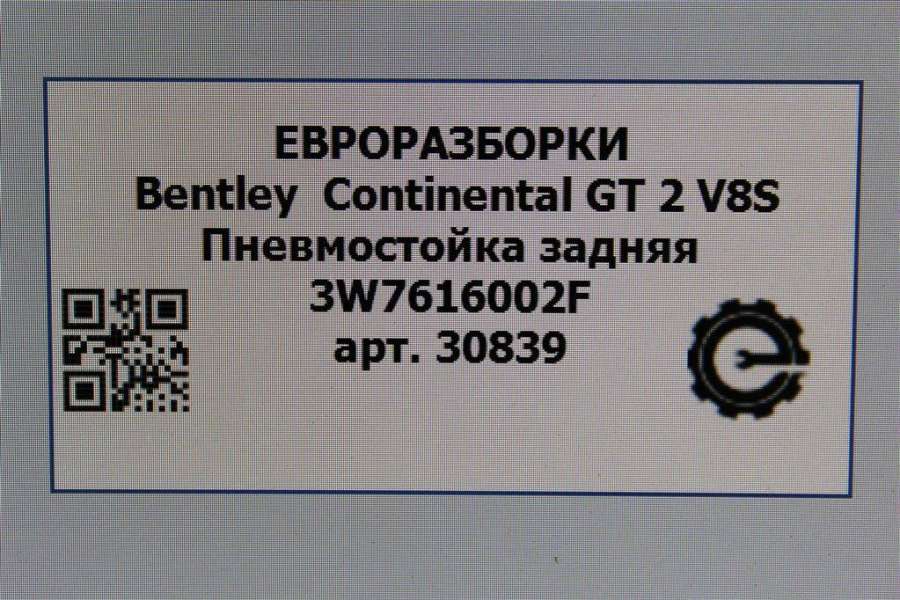 ЕВРОРАЗБОРКИ
Bentley Continental GT 2 V8S
Пневмостойка задняя
3W7616002F
арт. 30839